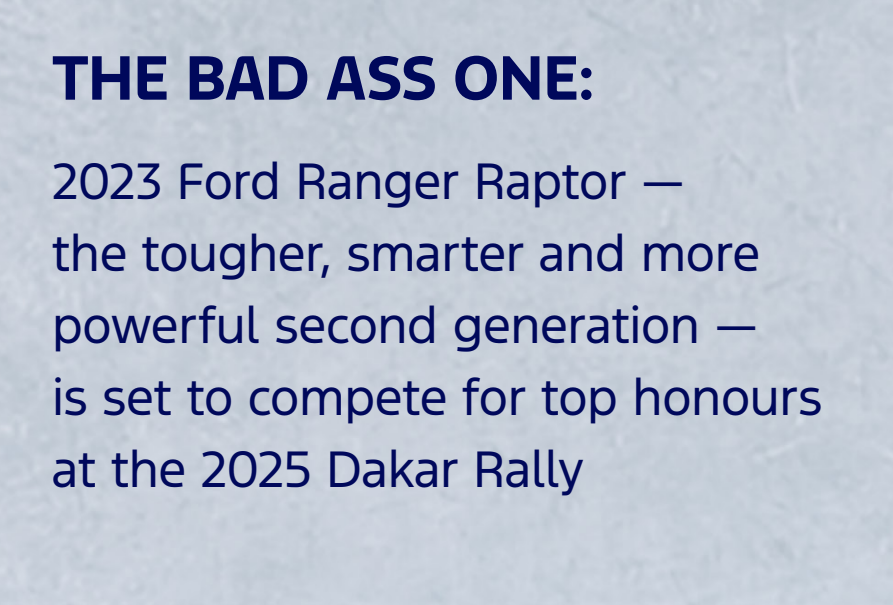 THE BAD ASS ONE:
2023 Ford Ranger Raptor —
the tougher, smarter and more
powerful second generation —
is set to compete for top honours
at the 2025 Dakar Rally